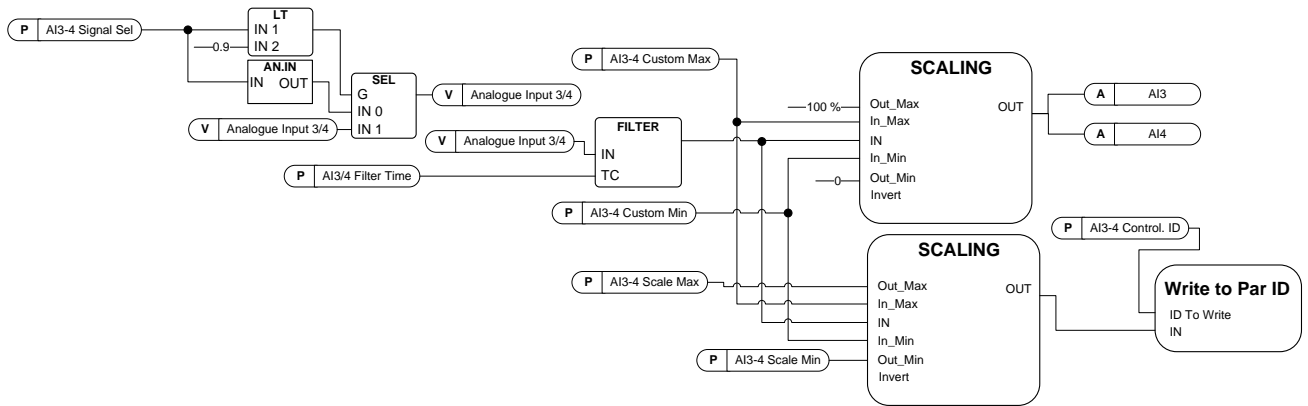 P AI3-4 Signal Sel
LT
IN 1
0.9 IN 2
AN.IN
IN OUT
SEL
G
IN 0
IN 1
V Analogue Input 3/4
V Analogue Input 3/4
V Analogue Input 3/4
P AI3/4 Filter Time
FILTER
IN
TC
P AI3-4 Custom Max
P AI3-4 Custom Min
SCALING
100 % Out_Max
In_Max
IN
In_Min
0 Out_Min
Invert
OUT
A AI3
A AI4
P AI3-4 Scale Max
P AI3-4 Scale Min
SCALING
Out_Max
In_Max
IN
In_Min
Out_Min
Invert
OUT
P AI3-4 Control. ID
Write to Par ID
ID To Write
IN